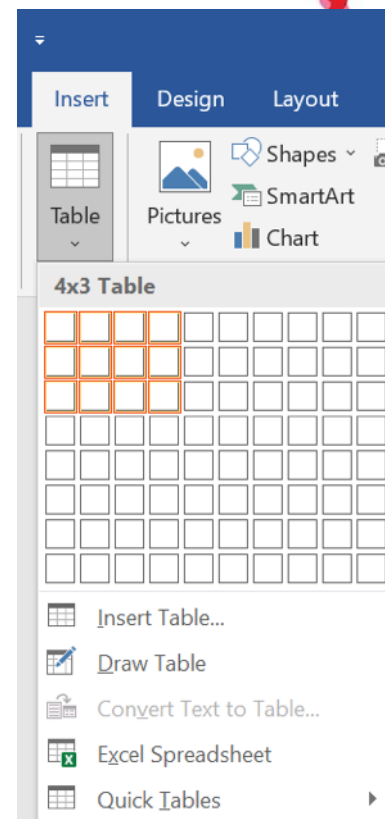 Insert Design Layout
Table
Pictures
Shapes
SmartArt
Chart
4x3 Table
Insert Table...
Draw Table
Convert Text to Table...
Excel Spreadsheet
Quick Tables